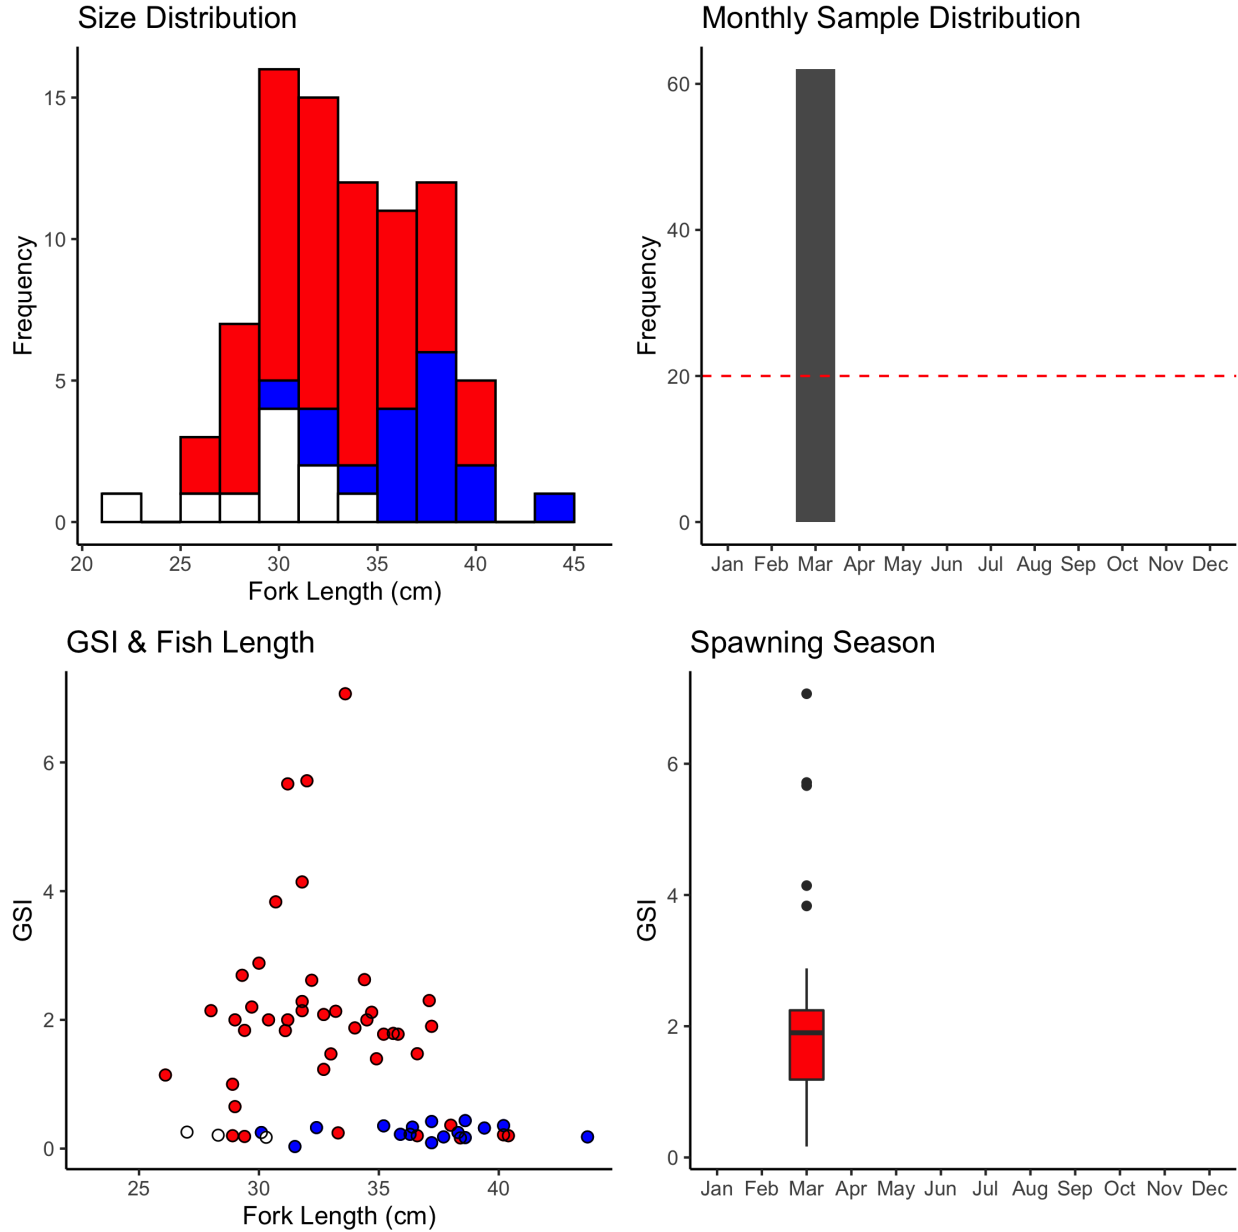 Size Distribution
Frequency
15
10
5
0
20 25 30 35 40 45
Fork Length (cm)
Monthly Sample Distribution
Frequency
60
40
20
0
Jan Feb Mar Apr May Jun Jul Aug Sep Oct Nov Dec
GSI & Fish Length
GSI
6
4
2
0
25 30 35 40
Fork Length (cm)
Spawning Season
GSI
6
4
2
0
Jan Feb Mar Apr May Jun Jul Aug Sep Oct Nov Dec